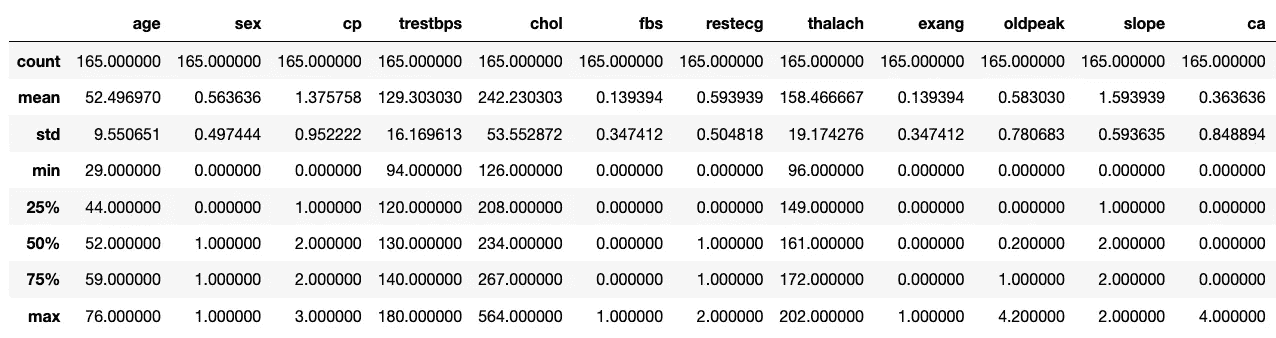 age sex cp trestbps chol fbs restecg thalach exang oldpeak slope ca
count 165.000000 165.000000 165.000000 165.000000 165.000000 165.000000 165.000000 165.000000 165.000000 165.000000 165.000000 165.000000
mean 52.496970 0.563636 1.375758 129.303030 242.230303 0.139394 0.593939 158.466667 0.139394 0.583030 1.593939 0.363636
std 9.550651 0.497444 0.952222 16.169613 53.552872 0.347412 0.504818 19.174276 0.347412 0.780683 0.593635 0.848894
min 29.000000 0.000000 0.000000 94.000000 126.000000 0.000000 0.000000 96.000000 0.000000 0.000000 0.000000 0.000000
25% 44.000000 0.000000 1.000000 120.000000 208.000000 0.000000 0.000000 149.000000 0.000000 0.000000 1.000000 0.000000
50% 52.000000 1.000000 2.000000 130.000000 234.000000 0.000000 1.000000 161.000000 0.000000 0.200000 2.000000 0.000000
75% 59.000000 1.000000 2.000000 140.000000 267.000000 0.000000 1.000000 172.000000 0.000000 1.000000 2.000000 0.000000
max 76.000000 1.000000 3.000000 180.000000 564.000000 1.000000 2.000000 202.000000 1.000000 4.200000 2.000000 4.000000